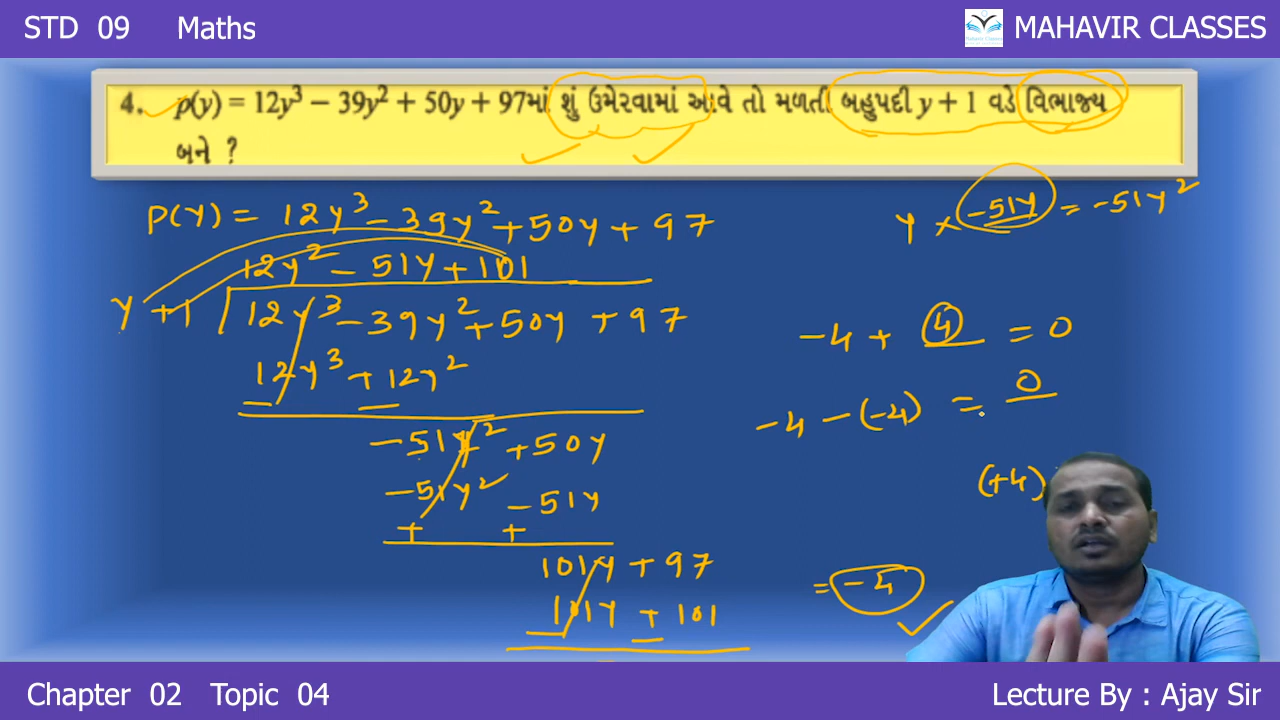 STD 09 Maths
MAHAVIR CLASSES
4. p(y) = 12y³ − 39y² + 50y + 97માં શું ઉમેરવામાં આવે તો મળતી બહુપદી y + 1 વડે વિભાજ્ય
બને ?
P(Y) = 12y³ − 39y² + 50y + 97
y × −51y = −51y²
12y² − 51y + 101
y + 1 12y³ − 39y² + 50y + 97
−4 + 4 = 0
12y³ + 12y²
−4 − (−4) = 0
−51y² + 50y
(+4)
−51y² − 51y
+ +
101y + 97
= −4
101y + 101
Chapter 02 Topic 04
Lecture By : Ajay Sir